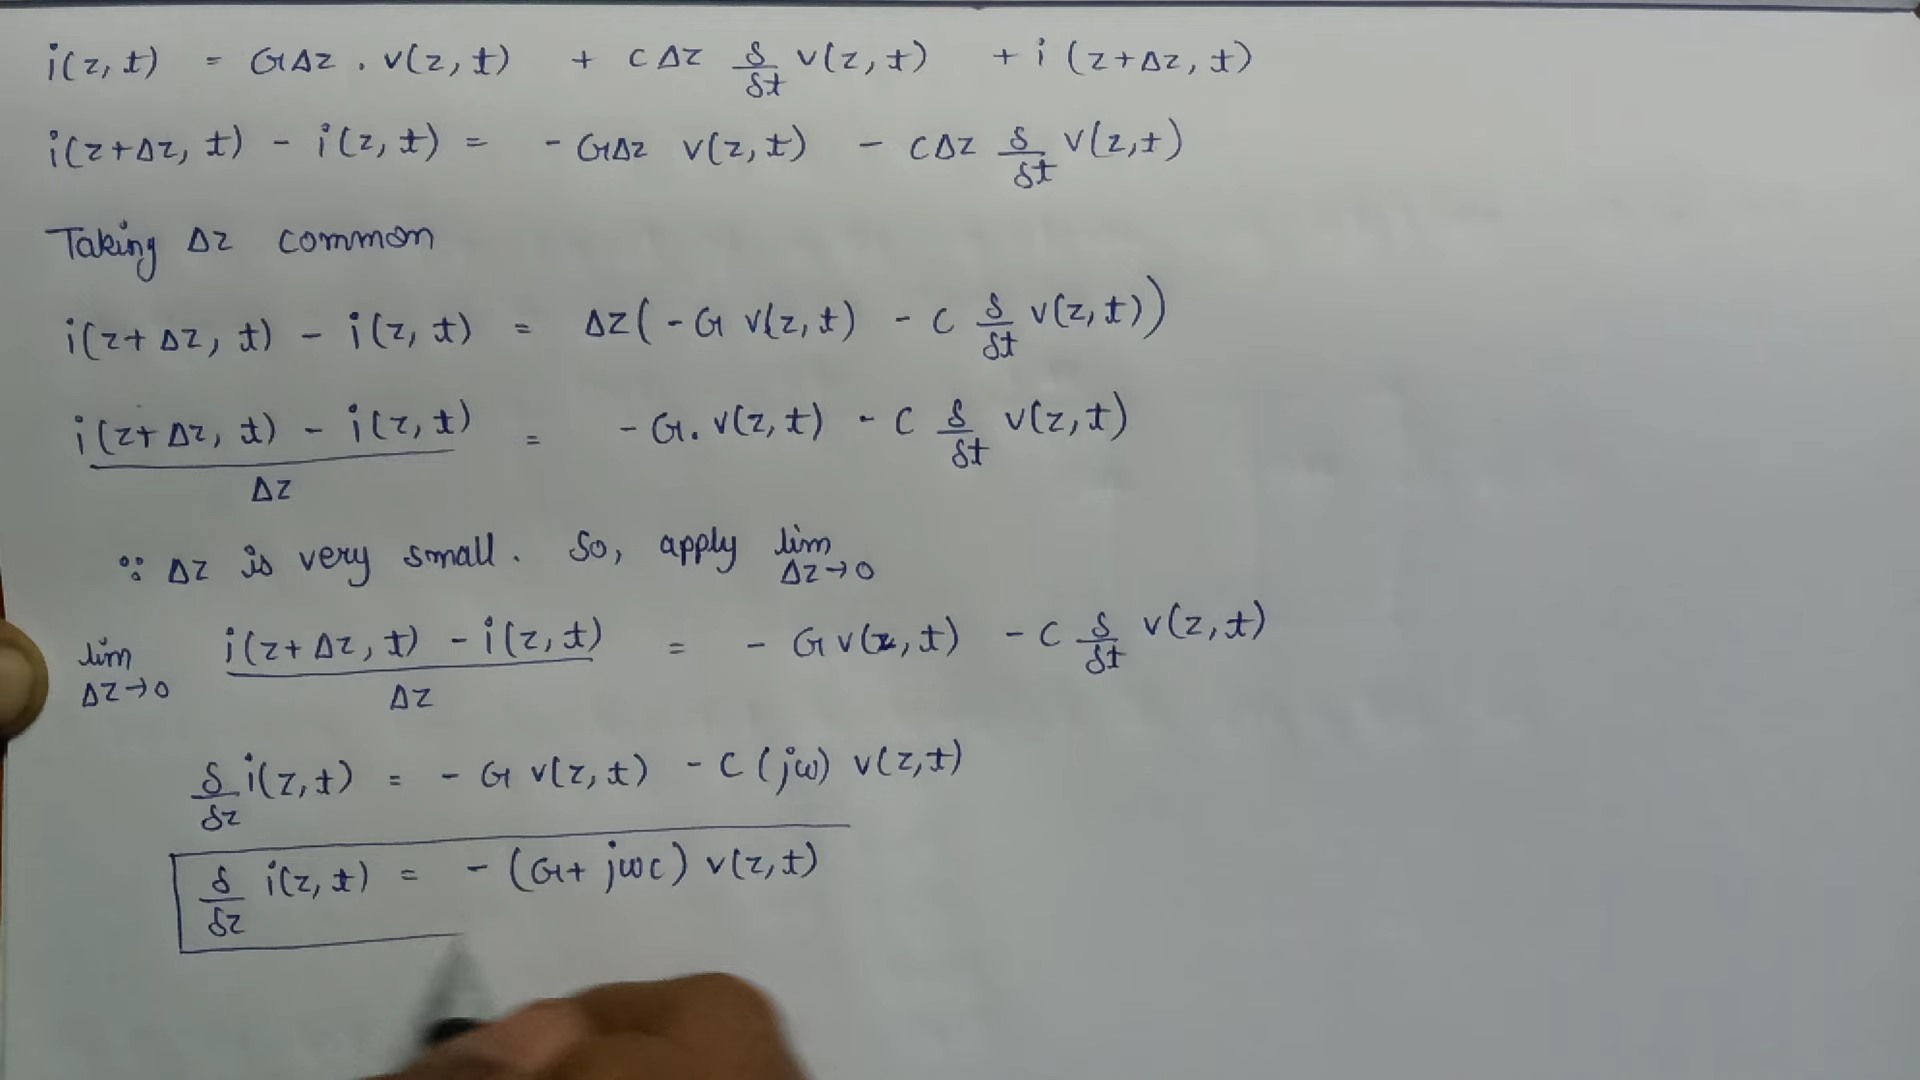 i(z,t) = GΔz . v(z,t) + CΔz δ/δt v(z,t) + i(z+Δz,t)
i(z+Δz,t) - i(z,t) = - GΔz v(z,t) - CΔz δ/δt v(z,t)
Taking Δz common
i(z+Δz,t) - i(z,t) = Δz(-G v(z,t) - C δ/δt v(z,t))
i(z+Δz,t) - i(z,t) / Δz = - G. v(z,t) - C δ/δt v(z,t)
∵ Δz is very small. So, apply lim Δz→0
lim Δz→0 i(z+Δz,t) - i(z,t) / Δz = - G v(z,t) - C δ/δt v(z,t)
δ/δz i(z,t) = - G v(z,t) - C (jω) v(z,t)
δ/δz i(z,t) = - (G+jωC) v(z,t)